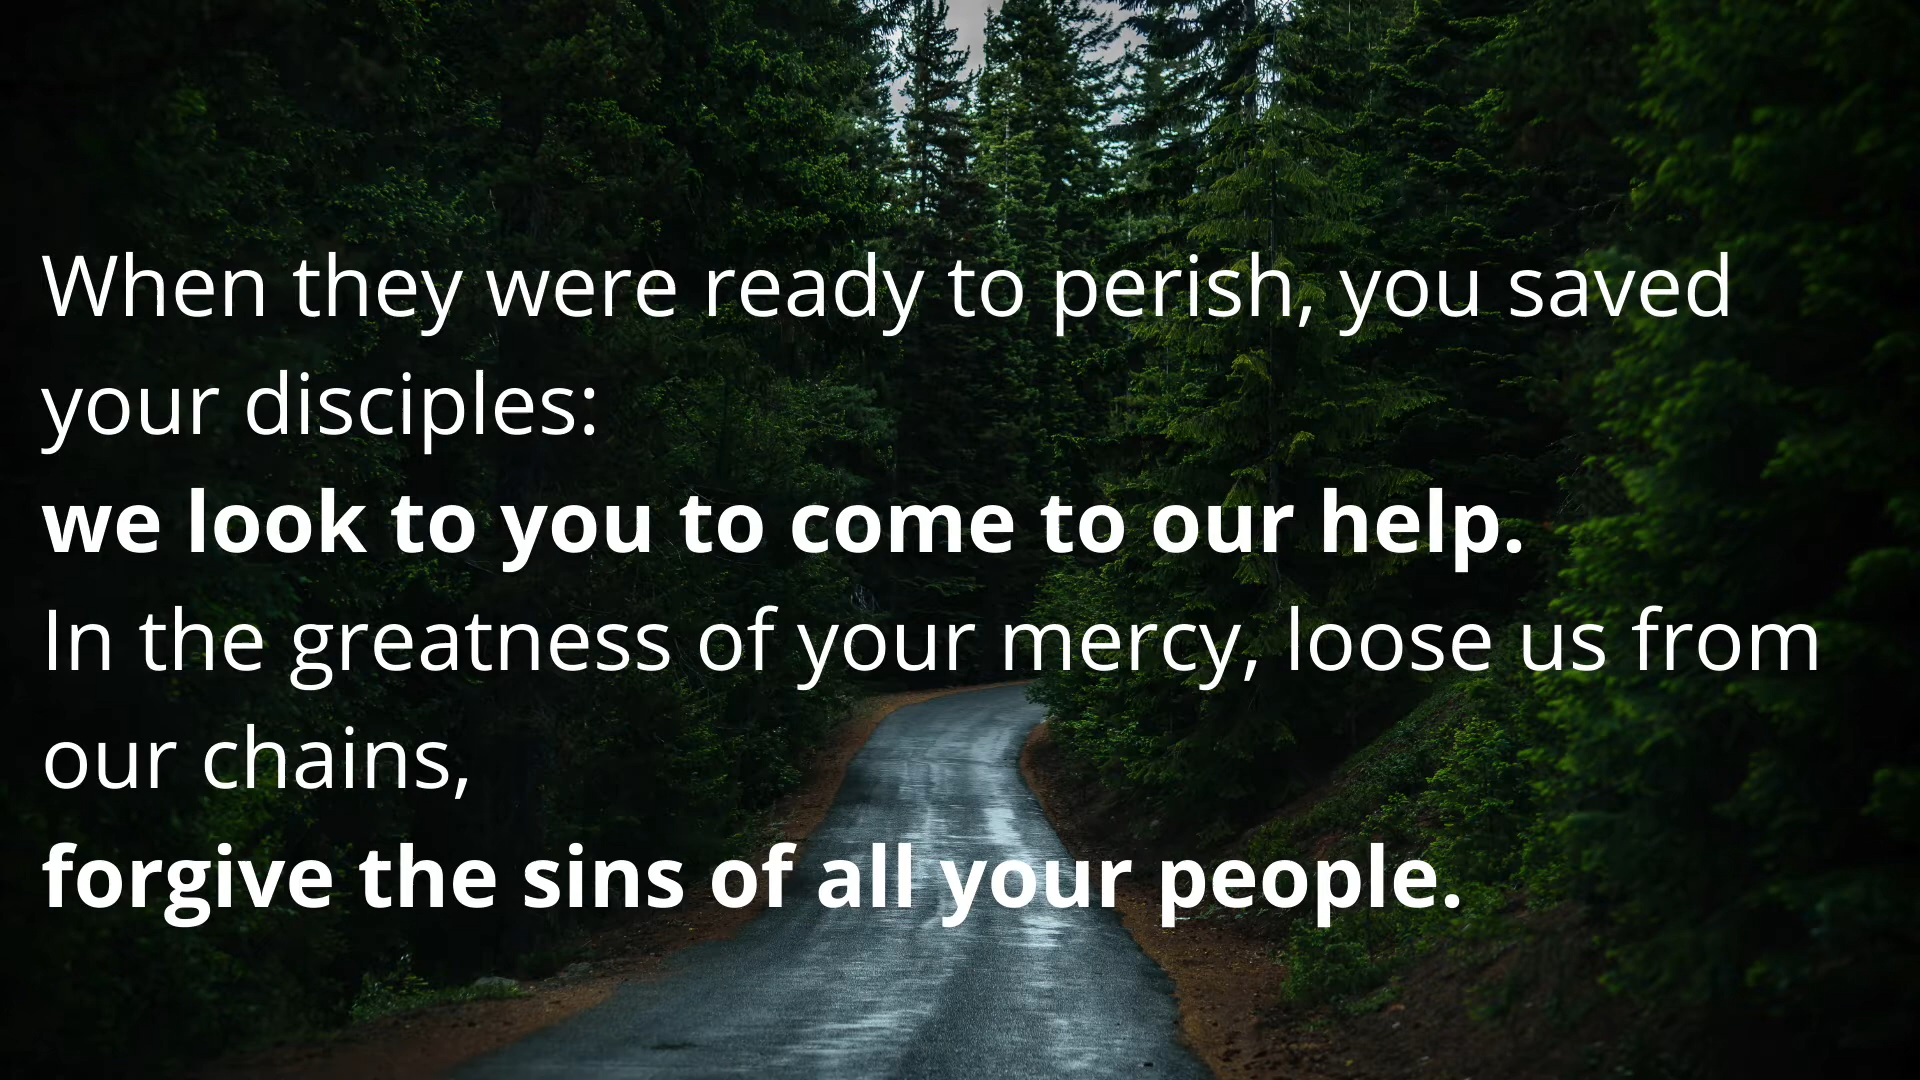 When they were ready to perish, you saved
your disciples:
we look to you to come to our help.
In the greatness of your mercy, loose us from
our chains,
forgive the sins of all your people.